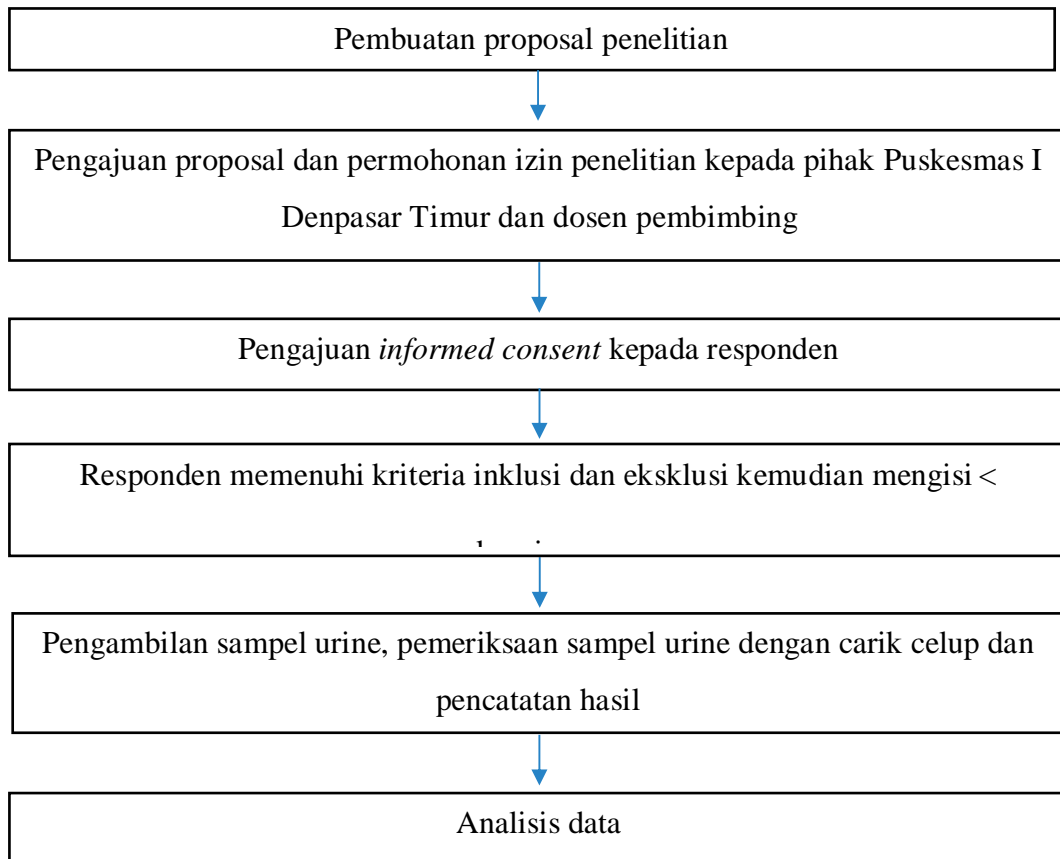 Pembuatan proposal penelitian
Pengajuan proposal dan permohonan izin penelitian kepada pihak Puskesmas I
Denpasar Timur dan dosen pembimbing
Pengajuan informed consent kepada responden
Responden memenuhi kriteria inklusi dan eksklusi kemudian mengisi <
Pengambilan sampel urine, pemeriksaan sampel urine dengan carik celup dan
pencatatan hasil
Analisis data